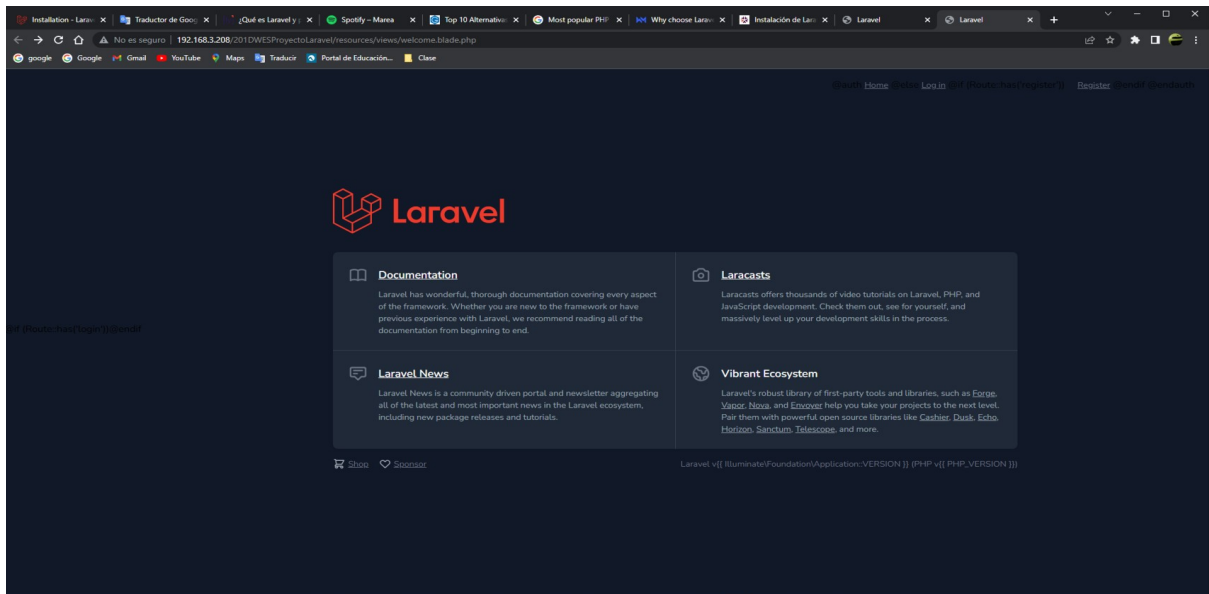 Installation - Larav
Traductor de Goog
¿Qué es Laravel y
Spotify – Marea
Top 10 Alternativa
Most popular PHP
Why choose Larav
Instalación de Lara
Laravel
Laravel
No es seguro | 192.168.3.208/201DWESProyectoLaravel/resources/views/welcome.blade.php
google Google Gmail YouTube Maps Traducir Portal de Educación... Clase
@auth Home @else Log in @if (Route::has('register')) Register @endif @endauth
Laravel
Documentation
Laravel has wonderful, thorough documentation covering every aspect
of the framework. Whether you are new to the framework or have
previous experience with Laravel, we recommend reading all of the
documentation from beginning to end.
Laracasts
Laracasts offers thousands of video tutorials on Laravel, PHP, and
JavaScript development. Check them out, see for yourself, and
massively level up your development skills in the process.
@if (Route::has('login'))@endif
Laravel News
Laravel News is a community driven portal and newsletter aggregating
all of the latest and most important news in the Laravel ecosystem,
including new package releases and tutorials.
Vibrant Ecosystem
Laravel's robust library of first-party tools and libraries, such as Forge,
Vapor, Nova, and Envoyer help you take your projects to the next level.
Pair them with powerful open source libraries like Cashier, Dusk, Echo,
Horizon, Sanctum, Telescope, and more.
Shop Sponsor
Laravel v{{ Illuminate\Foundation\Application::VERSION }} (PHP v{{ PHP_VERSION }})